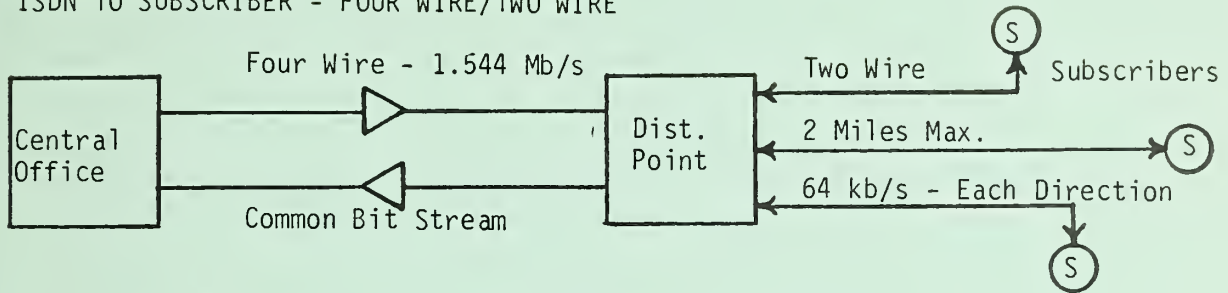 ISDN TO SUBSCRIBER - FOUR WIRE/TWO WIRE
Four Wire - 1.544 Mb/s
Central
Office
Common Bit Stream
Dist.
Point
Two Wire
2 Miles Max.
64 kb/s - Each Direction
S
Subscribers
S
S